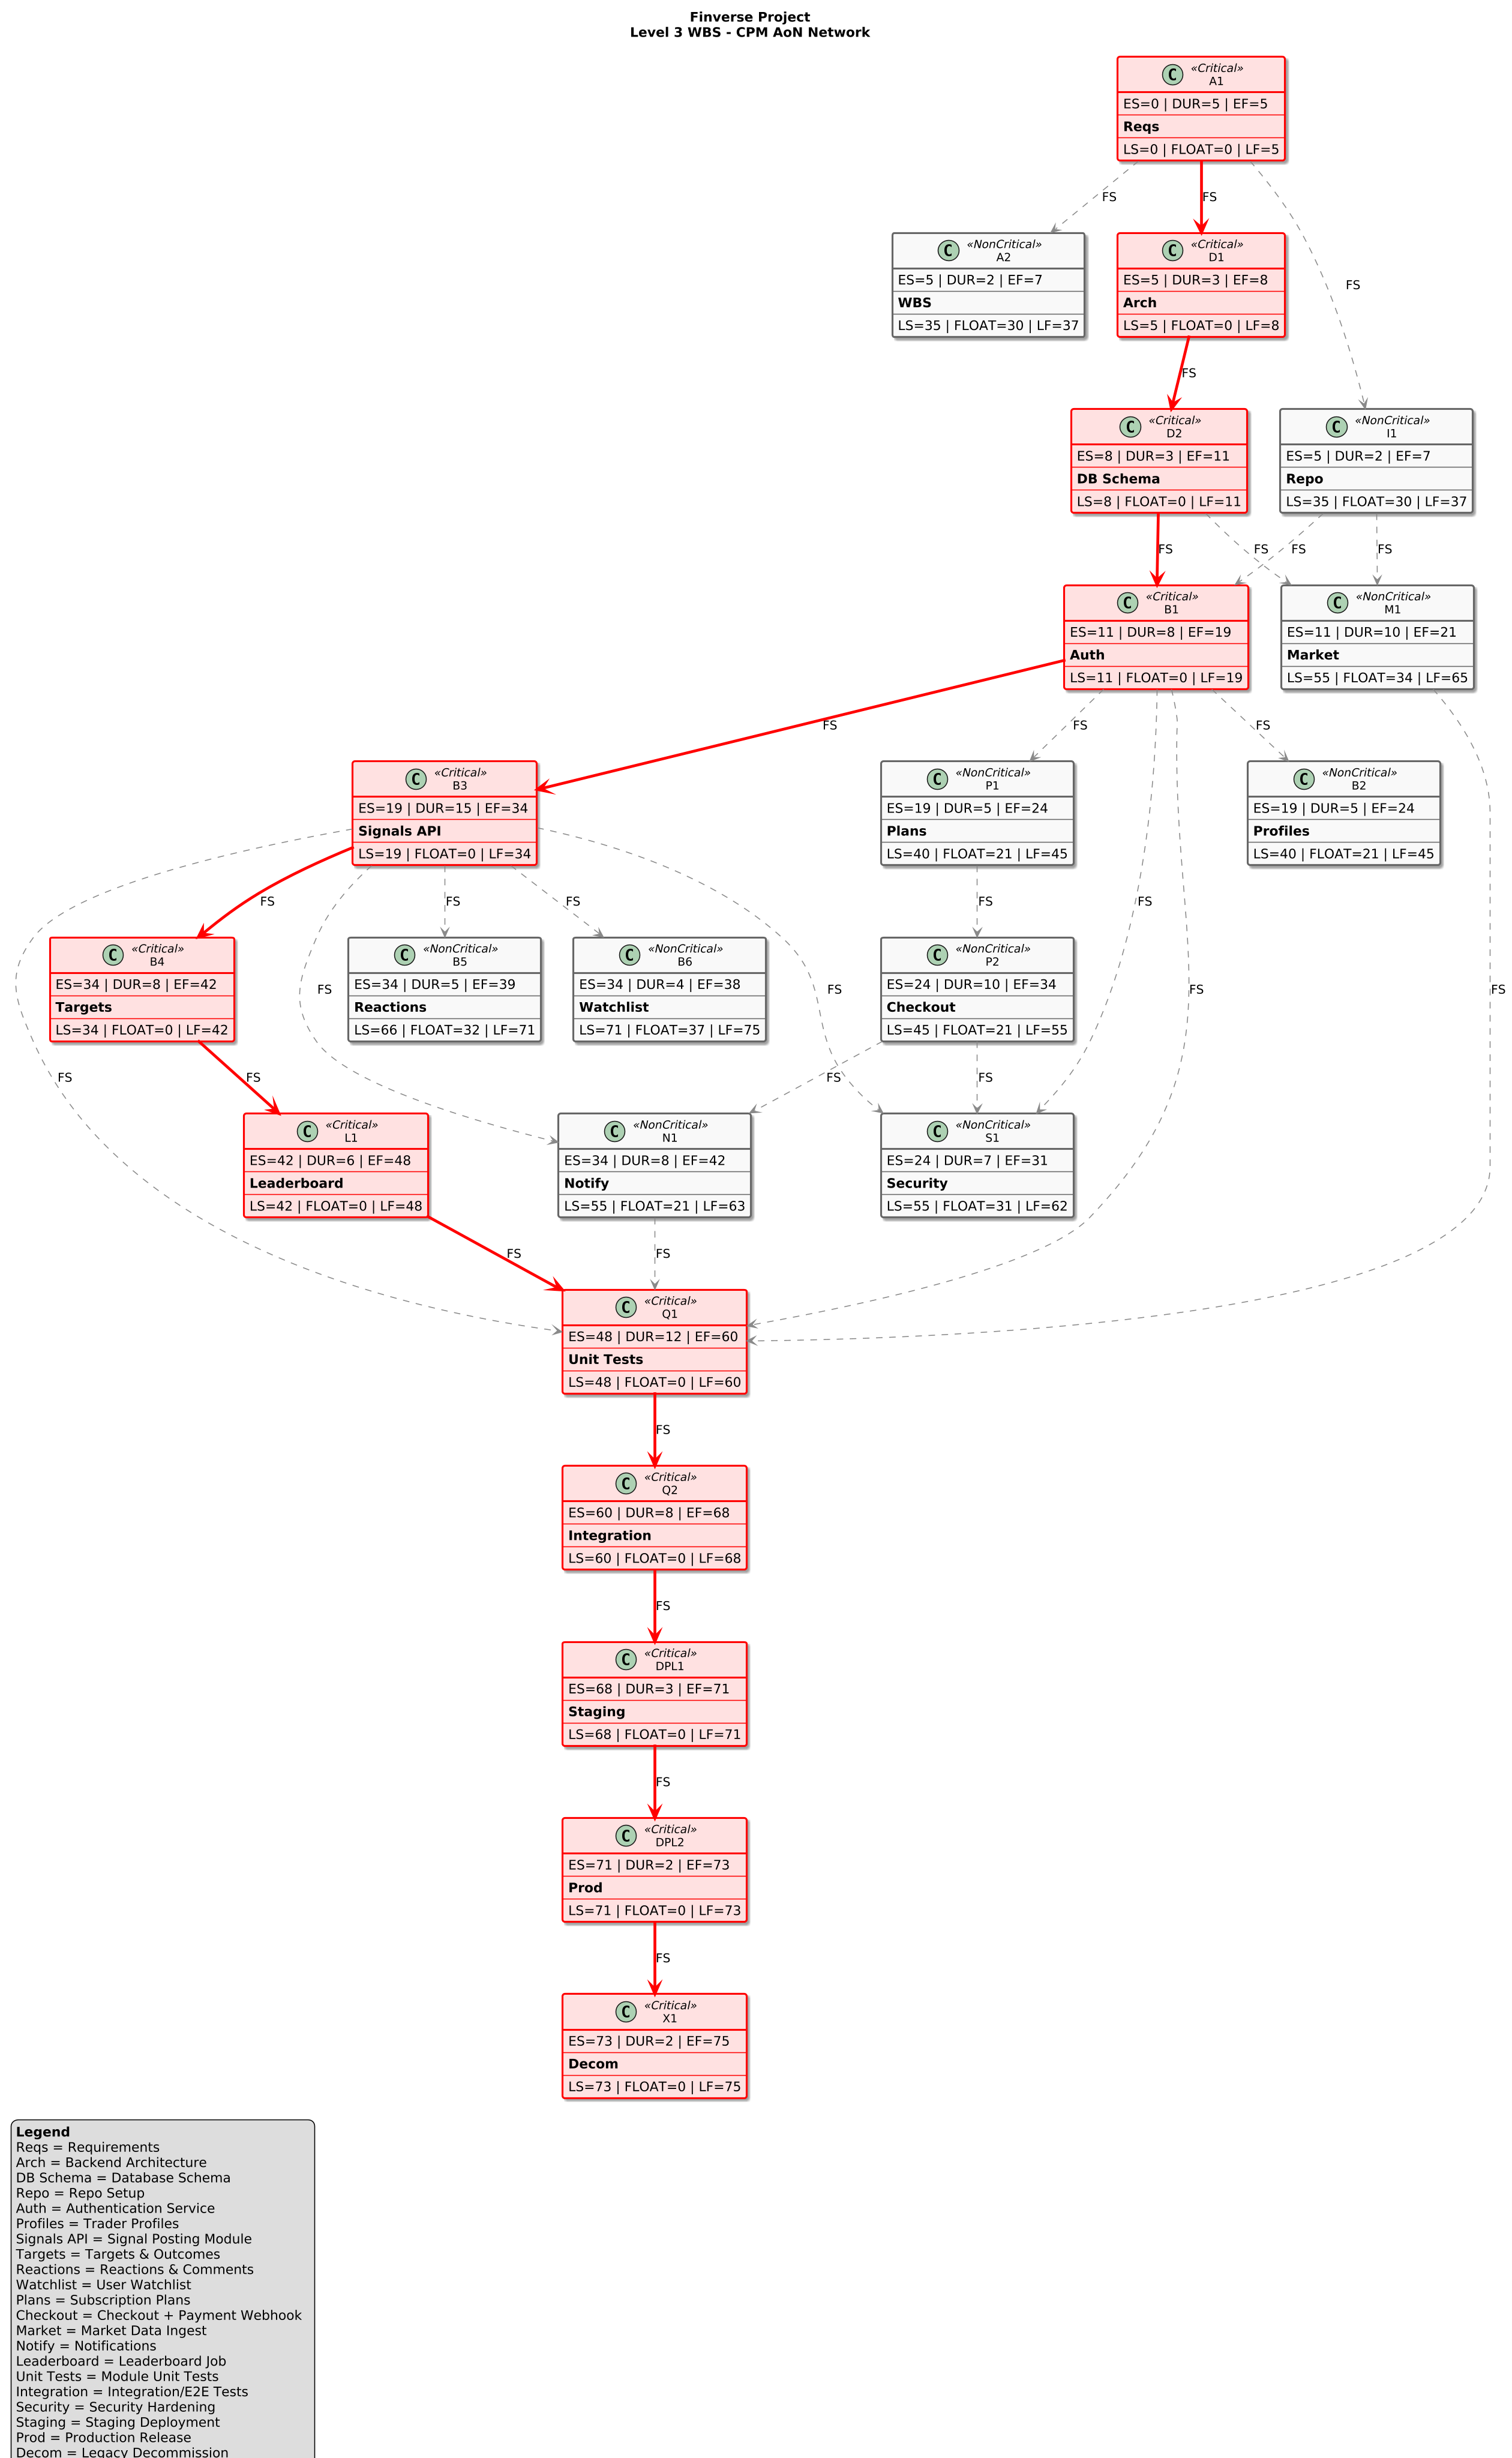 Finverse Project
Level 3 WBS - CPM AoN Network
C «Critical»
A1
ES=0 | DUR=5 | EF=5
Reqs
LS=0 | FLOAT=0 | LF=5
FS
FS
FS
C «NonCritical»
A2
ES=5 | DUR=2 | EF=7
WBS
LS=35 | FLOAT=30 | LF=37
C «Critical»
D1
ES=5 | DUR=3 | EF=8
Arch
LS=5 | FLOAT=0 | LF=8
FS
C «Critical»
D2
ES=8 | DUR=3 | EF=11
DB Schema
LS=8 | FLOAT=0 | LF=11
C «NonCritical»
I1
ES=5 | DUR=2 | EF=7
Repo
LS=35 | FLOAT=30 | LF=37
FS
FS
FS
FS
C «Critical»
B1
ES=11 | DUR=8 | EF=19
Auth
LS=11 | FLOAT=0 | LF=19
C «NonCritical»
M1
ES=11 | DUR=10 | EF=21
Market
LS=55 | FLOAT=34 | LF=65
FS
FS
FS
C «Critical»
B3
ES=19 | DUR=15 | EF=34
Signals API
LS=19 | FLOAT=0 | LF=34
C «NonCritical»
P1
ES=19 | DUR=5 | EF=24
Plans
LS=40 | FLOAT=21 | LF=45
C «NonCritical»
B2
ES=19 | DUR=5 | EF=24
Profiles
LS=40 | FLOAT=21 | LF=45
FS
FS
FS
FS
FS
C «Critical»
B4
ES=34 | DUR=8 | EF=42
Targets
LS=34 | FLOAT=0 | LF=42
C «NonCritical»
B5
ES=34 | DUR=5 | EF=39
Reactions
LS=66 | FLOAT=32 | LF=71
C «NonCritical»
B6
ES=34 | DUR=4 | EF=38
Watchlist
LS=71 | FLOAT=37 | LF=75
C «NonCritical»
P2
ES=24 | DUR=10 | EF=34
Checkout
LS=45 | FLOAT=21 | LF=55
FS
FS
FS
FS
FS
FS
FS
FS
C «Critical»
L1
ES=42 | DUR=6 | EF=48
Leaderboard
LS=42 | FLOAT=0 | LF=48
C «NonCritical»
N1
ES=34 | DUR=8 | EF=42
Notify
LS=55 | FLOAT=21 | LF=63
C «NonCritical»
S1
ES=24 | DUR=7 | EF=31
Security
LS=55 | FLOAT=31 | LF=62
FS
FS
C «Critical»
Q1
ES=48 | DUR=12 | EF=60
Unit Tests
LS=48 | FLOAT=0 | LF=60
FS
C «Critical»
Q2
ES=60 | DUR=8 | EF=68
Integration
LS=60 | FLOAT=0 | LF=68
FS
C «Critical»
DPL1
ES=68 | DUR=3 | EF=71
Staging
LS=68 | FLOAT=0 | LF=71
FS
C «Critical»
DPL2
ES=71 | DUR=2 | EF=73
Prod
LS=71 | FLOAT=0 | LF=73
FS
C «Critical»
X1
ES=73 | DUR=2 | EF=75
Decom
LS=73 | FLOAT=0 | LF=75
Legend
Reqs = Requirements
Arch = Backend Architecture
DB Schema = Database Schema
Repo = Repo Setup
Auth = Authentication Service
Profiles = Trader Profiles
Signals API = Signal Posting Module
Targets = Targets & Outcomes
Reactions = Reactions & Comments
Watchlist = User Watchlist
Plans = Subscription Plans
Checkout = Checkout + Payment Webhook
Market = Market Data Ingest
Notify = Notifications
Leaderboard = Leaderboard Job
Unit Tests = Module Unit Tests
Integration = Integration/E2E Tests
Security = Security Hardening
Staging = Staging Deployment
Prod = Production Release
Decom = Legacy Decommission